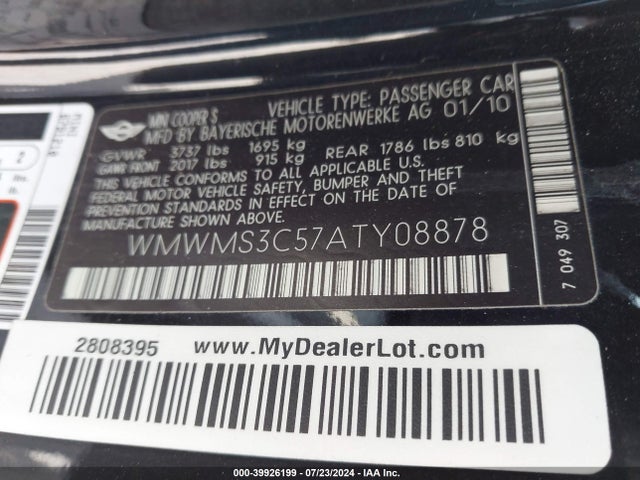 MINI COOPER S VEHICLE TYPE: PASSENGER CAR
MFD BY BAYERISCHE MOTORENWERKE AG 01/10
GVWR 3737 lbs 1695 kg
GAWR FRONT 2017 lbs 915 kg REAR 1786 lbs 810 kg
THIS VEHICLE CONFORMS TO ALL APPLICABLE U.S.
FEDERAL MOTOR VEHICLE SAFETY, BUMPER AND THEFT
PREVENTION STANDARDS IN EFFECT ON THE DATE OF
MANUFACTURE SHOWN ABOVE.
WMWMS3C57ATY08878
7 049 307
2808395 www.MyDealerLot.com
000-39926199 - 07/23/2024 - IAA Inc.